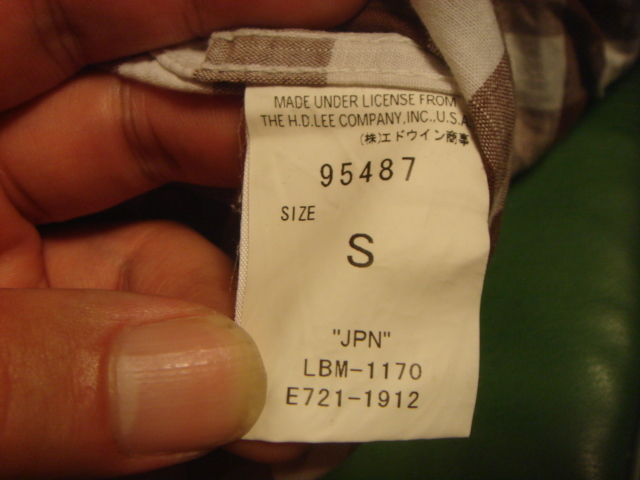 MADE UNDER LICENSE FROM
THE H.D.LEE COMPANY, INC., U.S.A
(株)エドウイン商事
95487
SIZE
S
"JPN"
LBM-1170
E721-1912